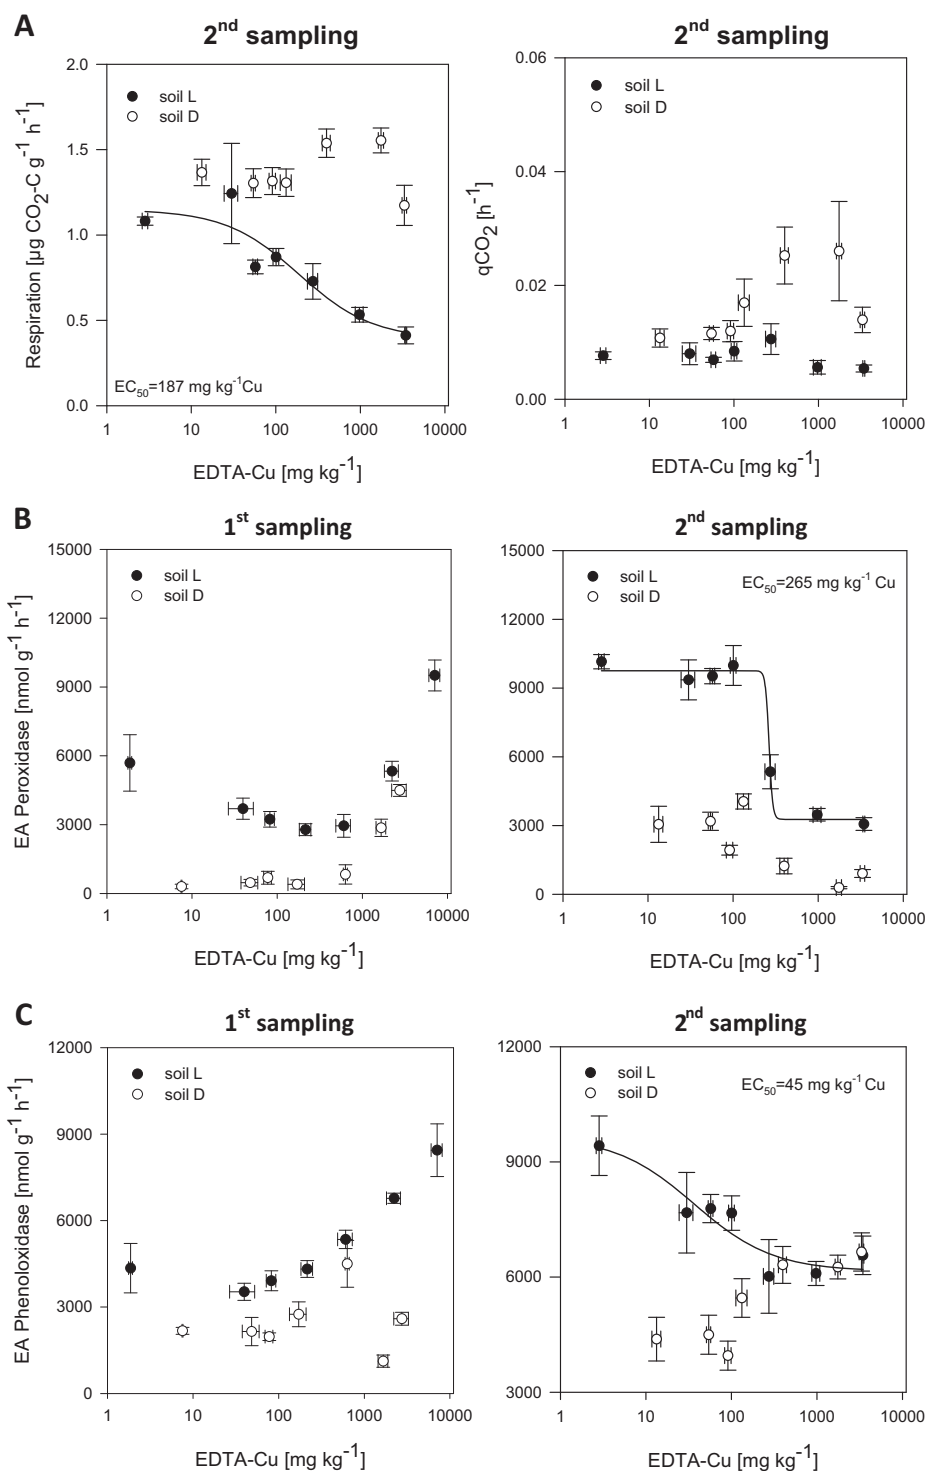 A
2nd sampling
2nd sampling
Respiration [µg CO2-C g-1 h-1]
2.0
1.5
1.0
0.5
0.0
soil L
soil D
EC50=187 mg kg-1Cu
1
10
100
1000
10000
EDTA-Cu [mg kg-1]
qCO2 [h-1]
0.06
0.04
0.02
0.00
soil L
soil D
1
10
100
1000
10000
EDTA-Cu [mg kg-1]
B
1st sampling
2nd sampling
EA Peroxidase [nmol g-1 h-1]
15000
12000
9000
6000
3000
0
soil L
soil D
1
10
100
1000
10000
EDTA-Cu [mg kg-1]
15000
12000
9000
6000
3000
0
soil L
soil D
EC50=265 mg kg-1 Cu
1
10
100
1000
10000
EDTA-Cu [mg kg-1]
C
1st sampling
2nd sampling
EA Phenoloxidase [nmol g-1 h-1]
12000
9000
6000
3000
0
soil L
soil D
1
10
100
1000
10000
EDTA-Cu [mg kg-1]
12000
9000
6000
3000
soil L
soil D
EC50=45 mg kg-1 Cu
1
10
100
1000
10000
EDTA-Cu [mg kg-1]